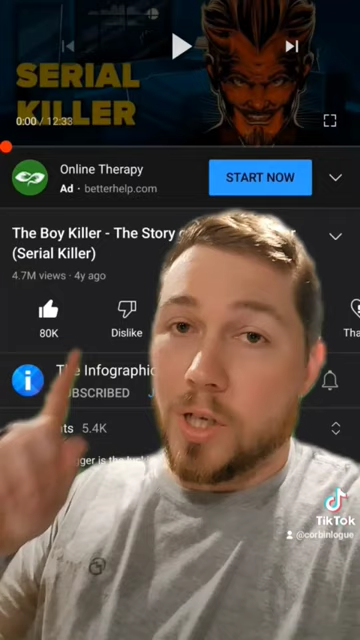 SERIAL
KILLER
0:00 / 12:33
Online Therapy
Ad · betterhelp.com
START NOW
The Boy Killer - The Story
(Serial Killer)
4.7M views · 4y ago
80K
Dislike
The Infographic
SUBSCRIBED
5.4K
TikTok
@corbinlogue